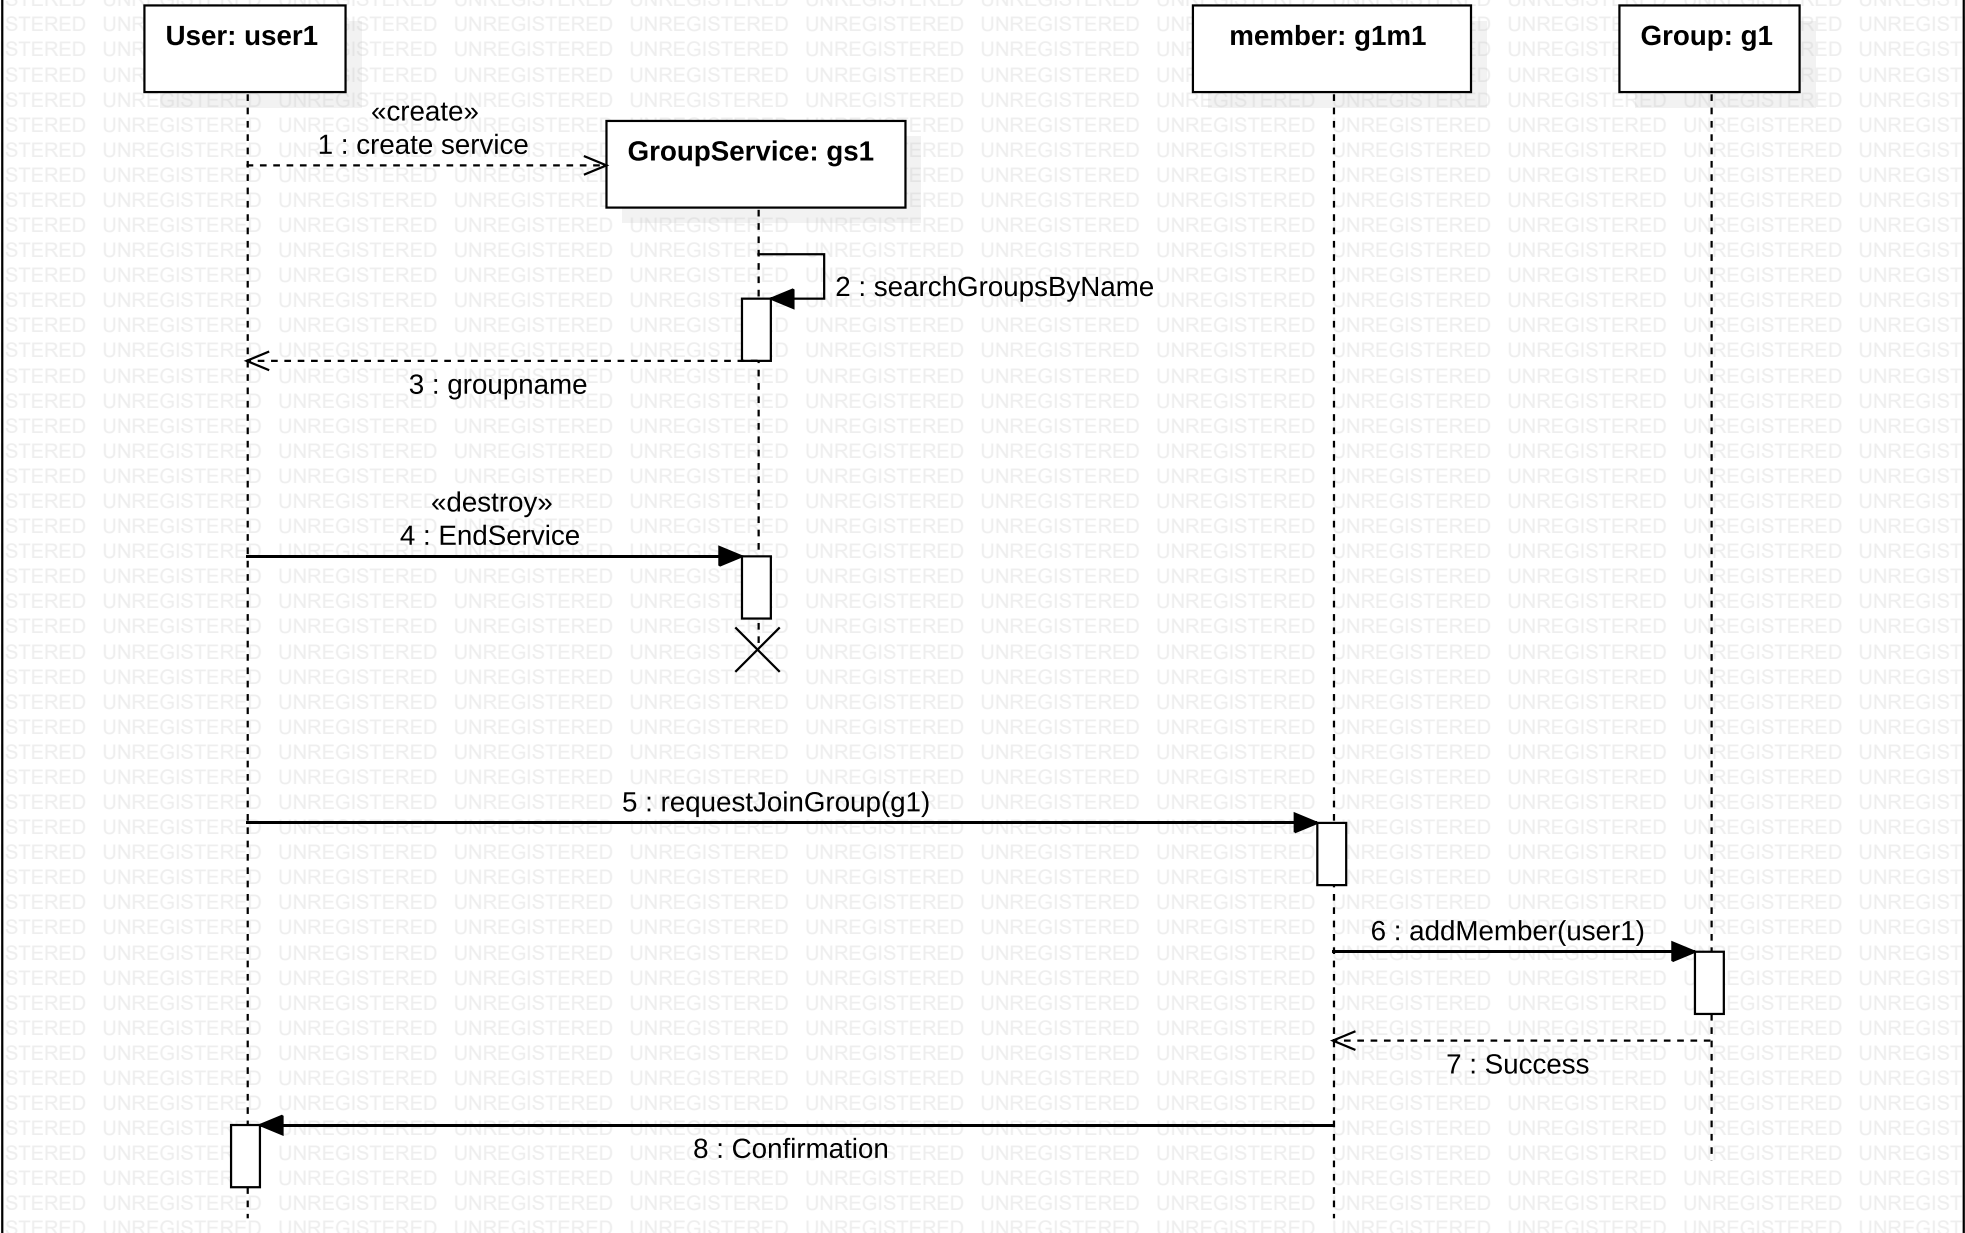 User: user1
member: g1m1
Group: g1
«create»
1 : create service
GroupService: gs1
2 : searchGroupsByName
3 : groupname
«destroy»
4 : EndService
5 : requestJoinGroup(g1)
6 : addMember(user1)
7 : Success
8 : Confirmation
UNREGISTERED